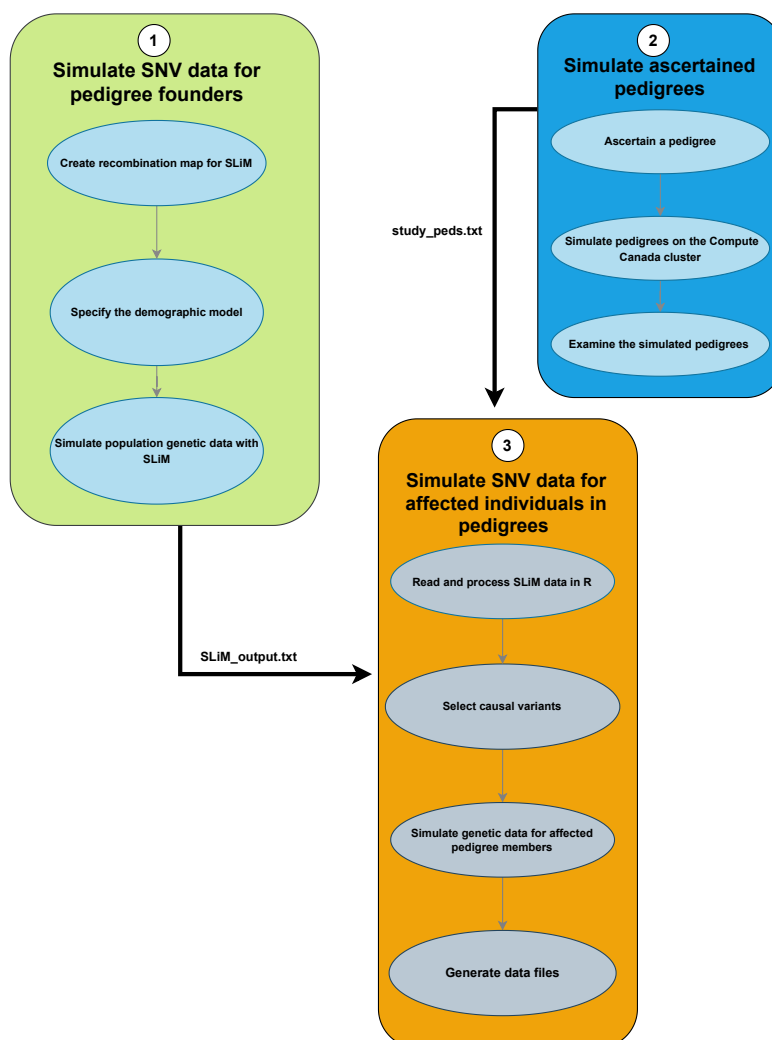 1
Simulate SNV data for
pedigree founders
Create recombination map for SLiM
Specify the demographic model
Simulate population genetic data with
SLiM
2
Simulate ascertained
pedigrees
Ascertain a pedigree
Simulate pedigrees on the Compute
Canada cluster
Examine the simulated pedigrees
study_peds.txt
SLiM_output.txt
3
Simulate SNV data for
affected individuals in
pedigrees
Read and process SLiM data in R
Select causal variants
Simulate genetic data for affected
pedigree members
Generate data files